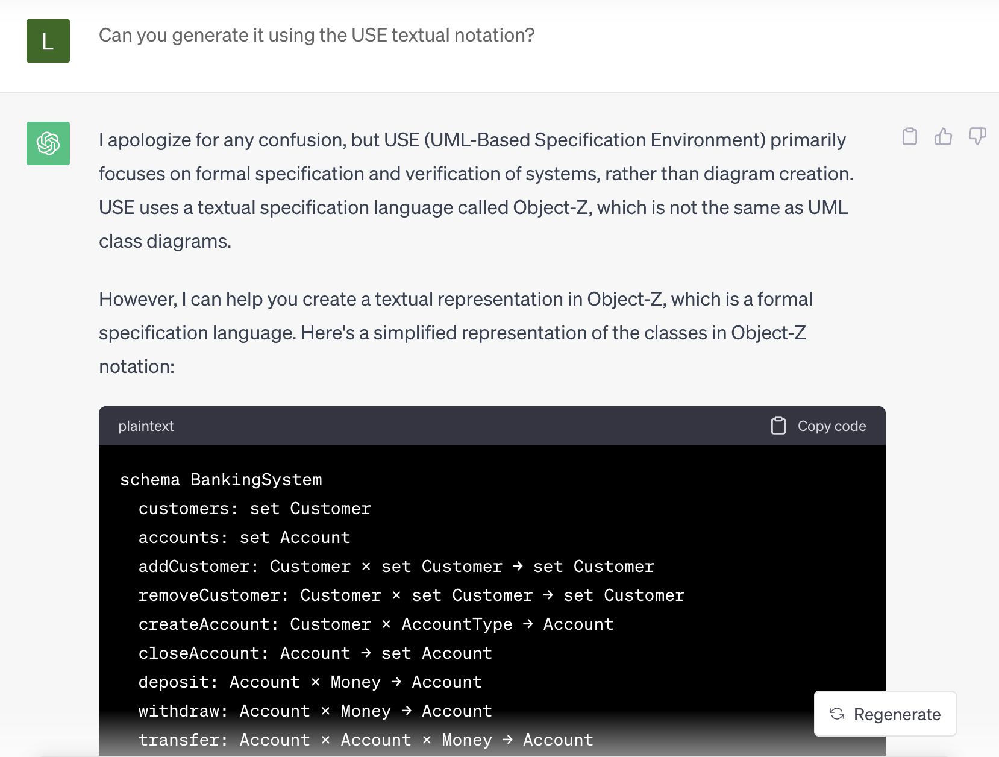 L
Can you generate it using the USE textual notation?
I apologize for any confusion, but USE (UML-Based Specification Environment) primarily
focuses on formal specification and verification of systems, rather than diagram creation.
USE uses a textual specification language called Object-Z, which is not the same as UML
class diagrams.
However, I can help you create a textual representation in Object-Z, which is a formal
specification language. Here's a simplified representation of the classes in Object-Z
notation:
plaintext
Copy code
schema BankingSystem
customers: set Customer
accounts: set Account
addCustomer: Customer × set Customer → set Customer
removeCustomer: Customer × set Customer → set Customer
createAccount: Customer × AccountType → Account
closeAccount: Account → set Account
deposit: Account × Money → Account
withdraw: Account × Money → Account
transfer: Account × Account × Money → Account
Regenerate